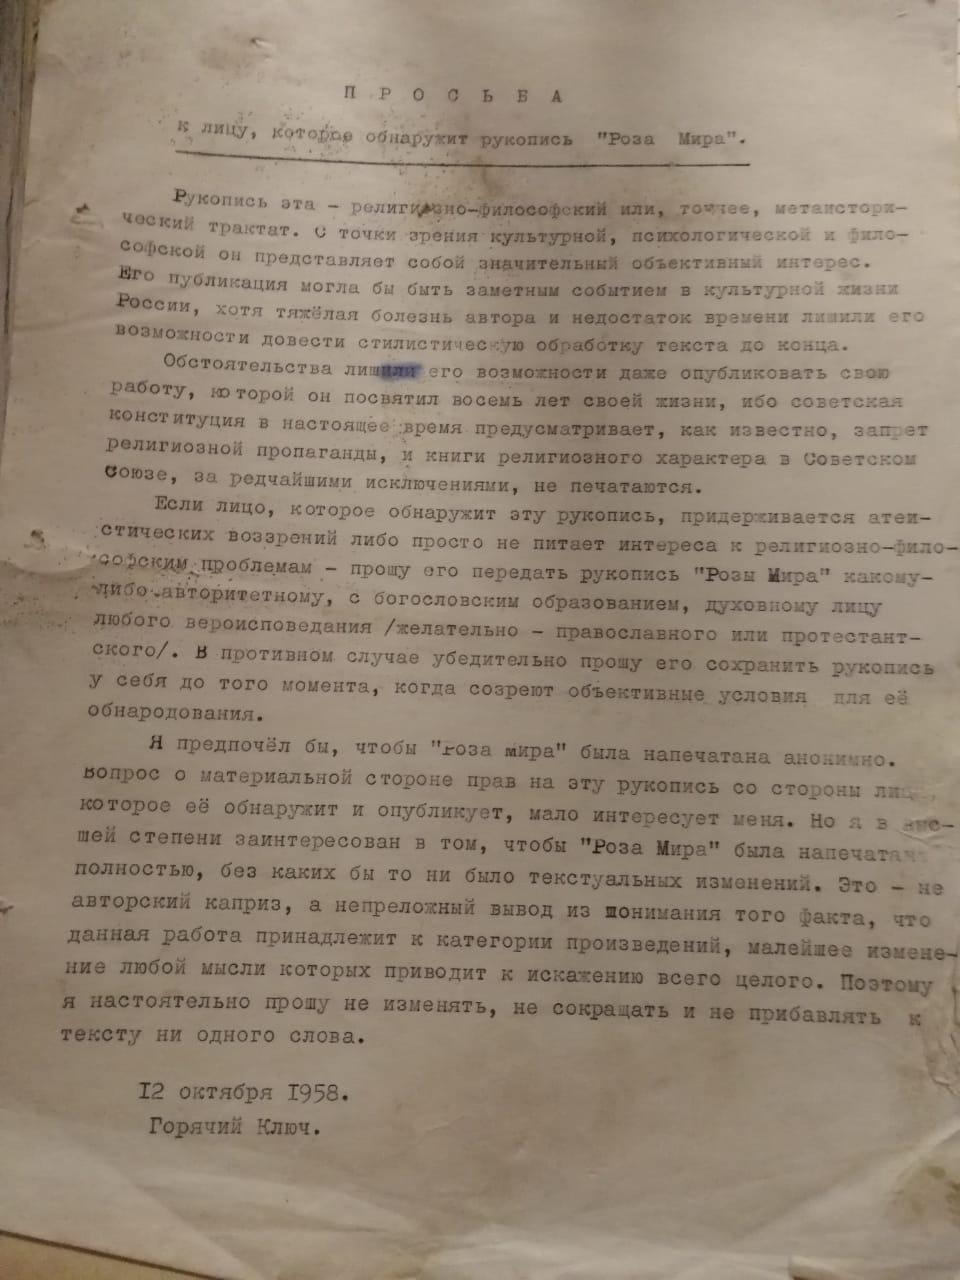 П Р О С Ь Б А
к лицу, которое обнаружит рукопись "Роза Мира".
Рукопись эта - религиозно-философский или, точнее, метаистори-
ческий трактат. С точки зрения культурной, психологической и фило-
софской он представляет собой значительный объективный интерес.
Его публикация могла бы быть заметным событием в культурной жизни
России, хотя тяжёлая болезнь автора и недостаток времени лишили его
возможности довести стилистическую обработку текста до конца.
Обстоятельства лишили его возможности даже опубликовать свою
работу, которой он посвятил восемь лет своей жизни, ибо советская
конституция в настоящее время предусматривает, как известно, запрет
религиозной пропаганды, и книги религиозного характера в Советском
Союзе, за редчайшими исключениями, не печатаются.
Если лицо, которое обнаружит эту рукопись, придерживается атеи-
стических воззрений либо просто не питает интереса к религиозно-фило-
софским проблемам - прошу его передать рукопись "Розы Мира" какому-
либо авторитетному, с богословским образованием, духовному лицу
любого вероисповедания /желательно - православного или протестант-
ского/. В противном случае убедительно прошу его сохранить рукопись
у себя до того момента, когда созреют объективные условия для её
обнародования.
Я предпочёл бы, чтобы "Роза Мира" была напечатана анонимно.
Вопрос о материальной стороне прав на эту рукопись со стороны лица,
которое её обнаружит и опубликует, мало интересует меня. Но я в выс-
шей степени заинтересован в том, чтобы "Роза Мира" была напечатана
полностью, без каких бы то ни было текстуальных изменений. Это - не
авторский каприз, а непреложный вывод из понимания того факта, что
данная работа принадлежит к категории произведений, малейшее измене-
ние любой мысли которых приводит к искажению всего целого. Поэтому
я настоятельно прошу не изменять, не сокращать и не прибавлять к
тексту ни одного слова.
12 октября 1958.
Горячий Ключ.